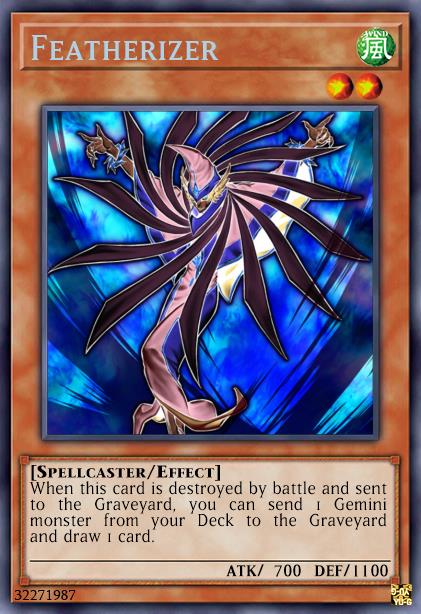 FEATHERIZER
WIND
風
[SPELLCASTER/EFFECT]
When this card is destroyed by battle and sent
to the Graveyard, you can send 1 Gemini
monster from your Deck to the Graveyard
and draw 1 card.
ATK/ 700 DEF/1100
32271987